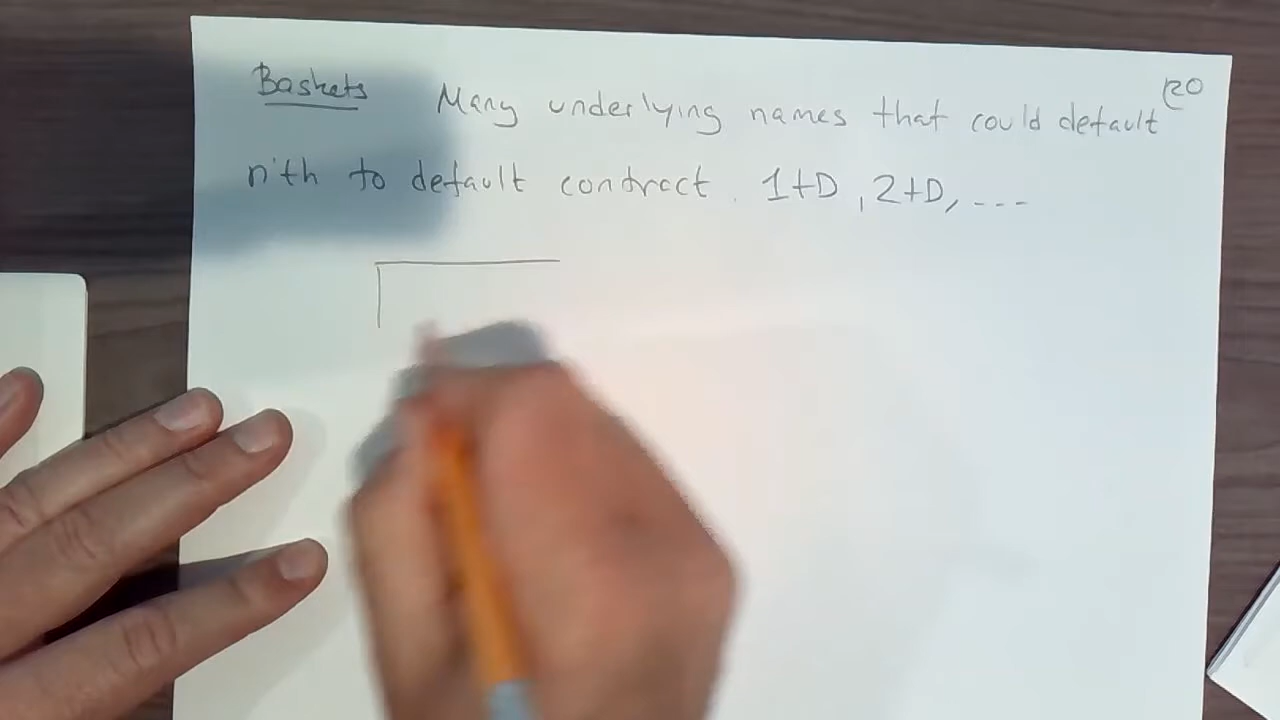 Baskets Many underlying names that could default
20
n'th to default contract. 1tD, 2tD, ---